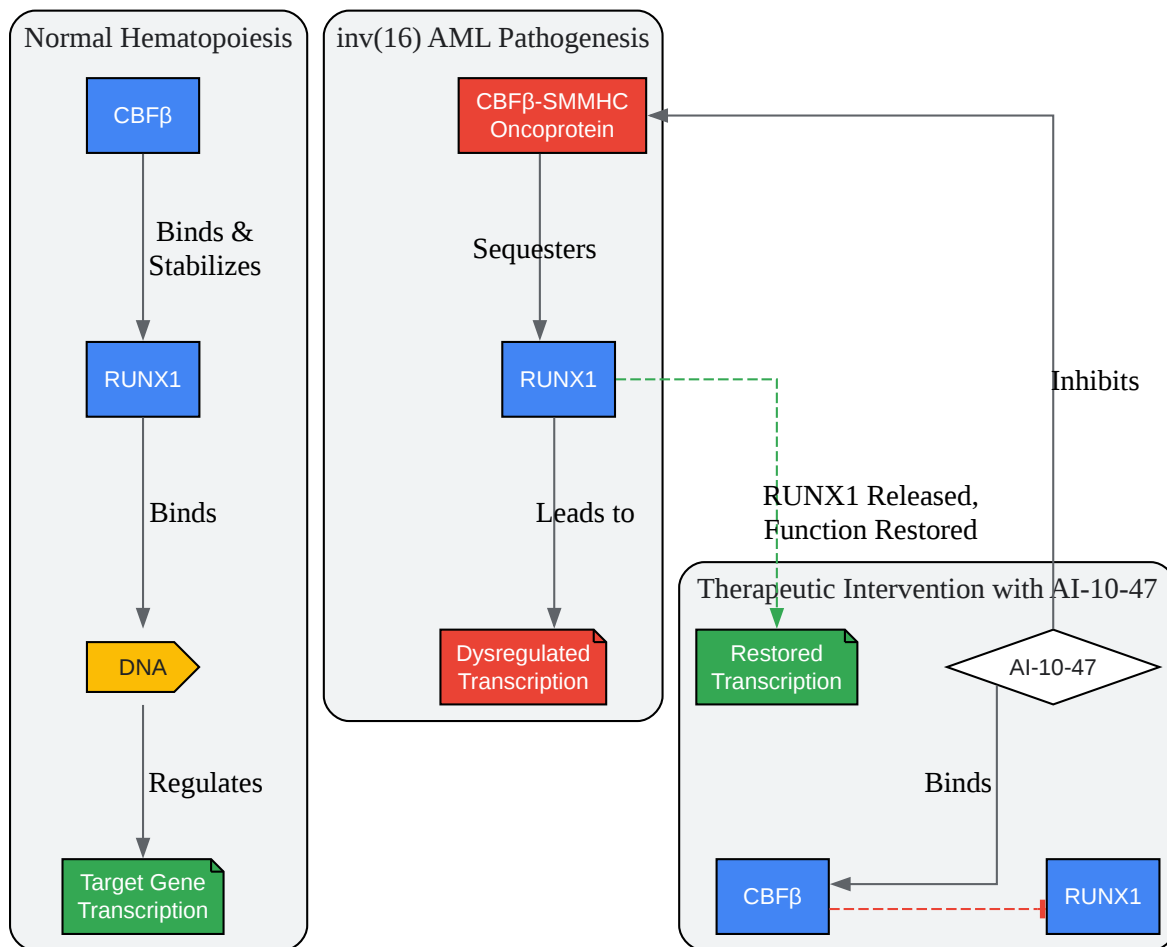 Normal Hematopoiesis
CBFβ
Binds &
Stabilizes
RUNX1
Binds
DNA
Regulates
Target Gene
Transcription
inv(16) AML Pathogenesis
CBFβ-SMMHC
Oncoprotein
Sequesters
RUNX1
Leads to
Dysregulated
Transcription
Inhibits
RUNX1 Released,
Function Restored
Therapeutic Intervention with AI-10-47
Restored
Transcription
AI-10-47
Binds
CBFβ
RUNX1